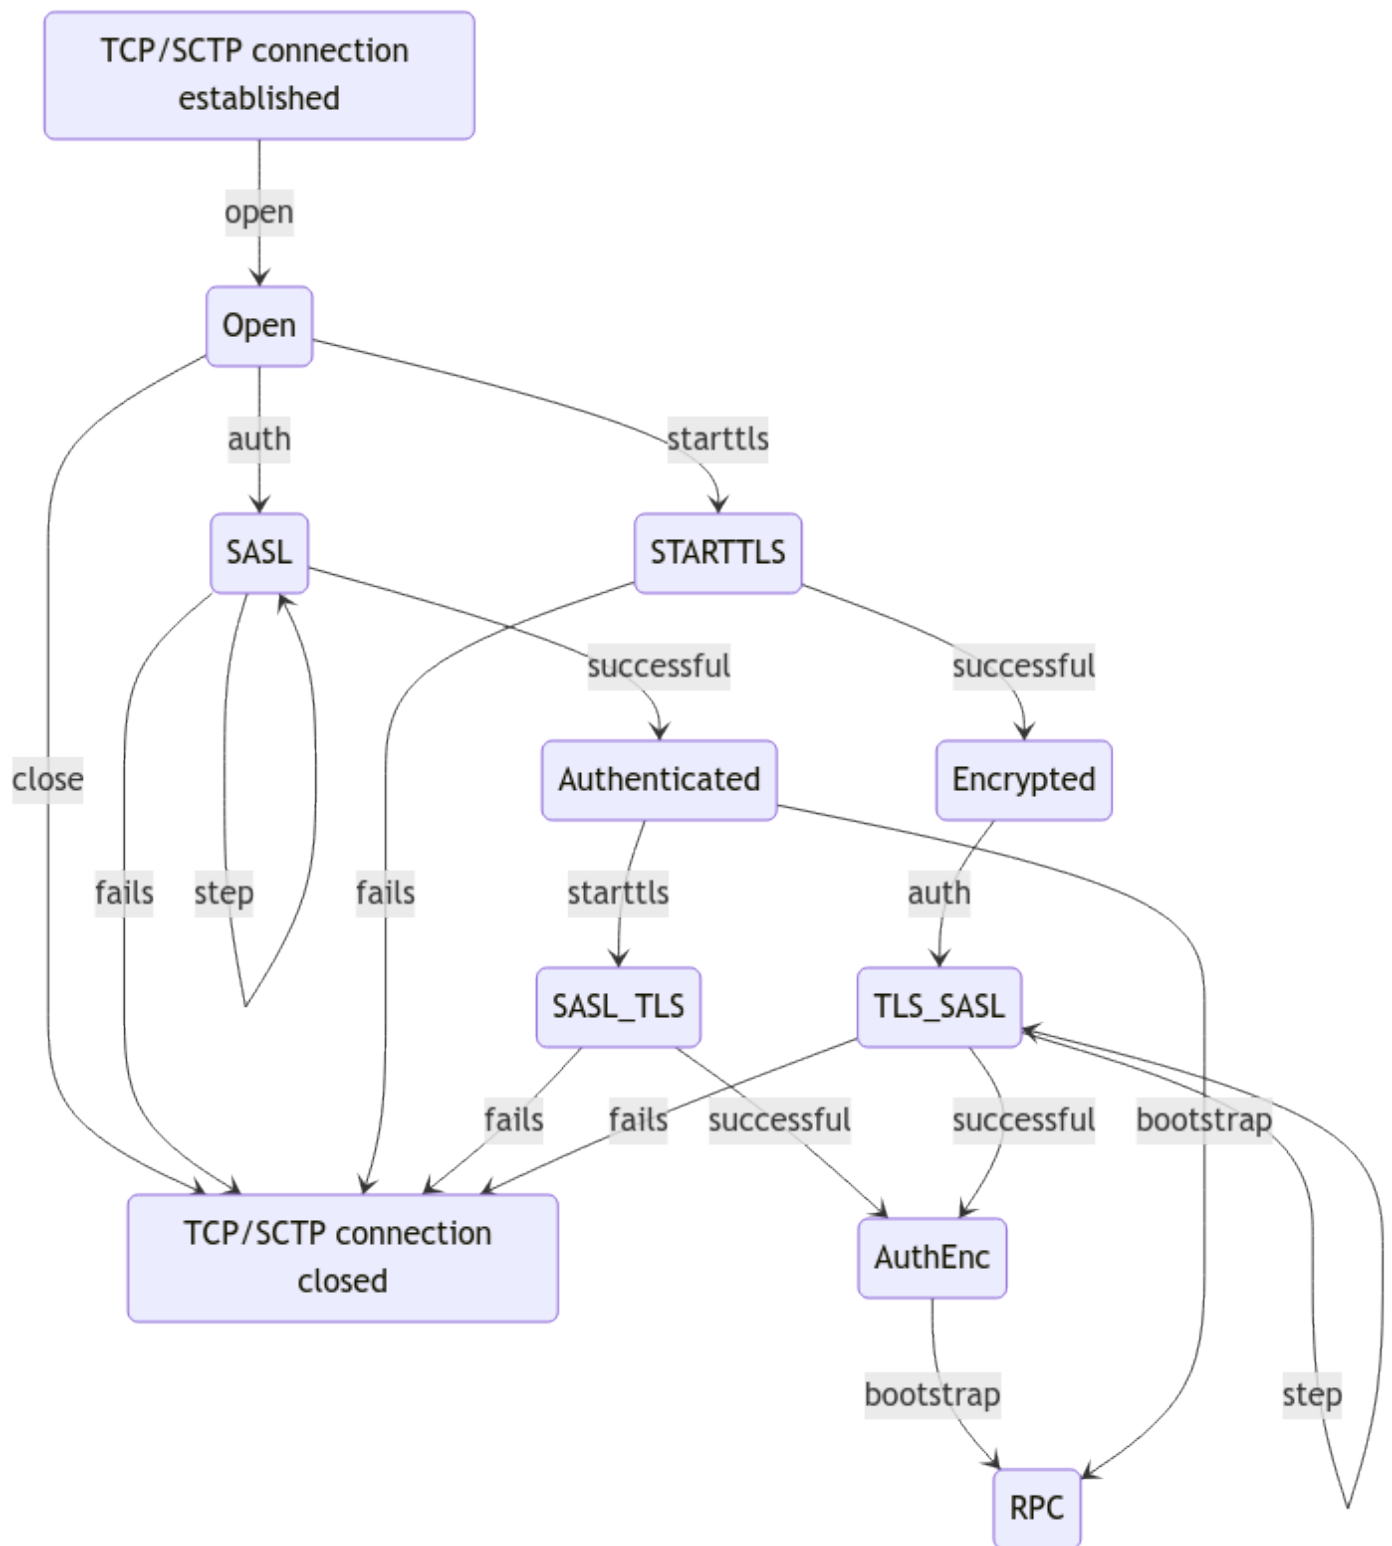 TCP/SCTP connection
established
open
Open
auth
starttls
SASL
STARTTLS
successful
successful
close
Authenticated
Encrypted
fails
step
fails
starttls
auth
SASL_TLS
TLS_SASL
fails
fails
successful
successful
bootstrap
TCP/SCTP connection
closed
AuthEnc
bootstrap
step
RPC